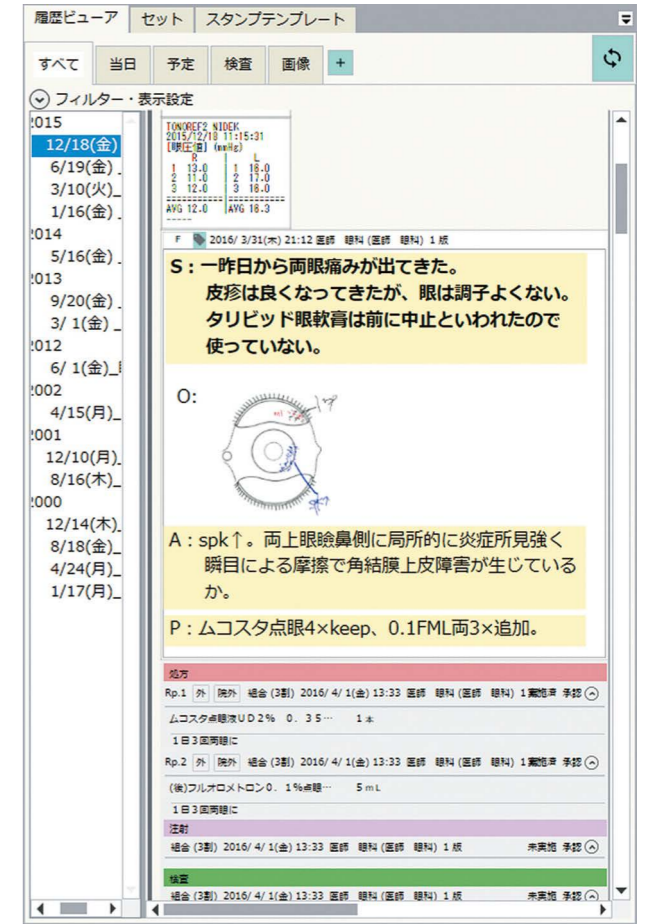 履歴ビューア セット スタンプテンプレート
すべて 当日 予定 検査 画像 +
フィルター・表示設定
2015
12/18(金)
6/19(金)_
3/10(火)_
1/16(金)_
2014
5/16(金)_
2013
9/20(金)_
3/ 1(金)_
2012
6/ 1(金)_
2002
4/15(月)_
2001
12/10(月)_
8/16(木)_
2000
12/14(木)_
8/18(金)_
4/24(月)_
1/17(月)_
TONOREF2 NIDEK
2015/12/18 11:15:31
[眼圧値] (mmHg)
R | L
1 13.0 | 1 16.0
2 11.0 | 2 17.0
3 12.0 | 3 16.0
AVG 12.0 |AVG 16.3
F 2016/ 3/31(木) 21:12 医師 眼科 (医師 眼科) 1 版
S：一昨日から両眼痛みが出てきた。
皮疹は良くなってきたが、眼は調子よくない。
タリビッド眼軟膏は前に中止といわれたので
使っていない。
O:
A：spk↑。両上眼瞼鼻側に局所的に炎症所見強く
瞬目による摩擦で角結膜上皮障害が生じている
か。
P：ムコスタ点眼4×keep、0.1FML両3×追加。
処方
Rp.1 外 院外 組合 (3割) 2016/ 4/ 1(金) 13:33 医師 眼科 (医師 眼科) 1 実施済 承認
ムコスタ点眼液UD2% 0．35… 1 本
1日3回両眼に
Rp.2 外 院外 組合 (3割) 2016/ 4/ 1(金) 13:33 医師 眼科 (医師 眼科) 1 実施済 承認
(後)フルオロメトロン0．1%点眼… 5 mL
1日3回両眼に
注射
組合 (3割) 2016/ 4/ 1(金) 13:33 医師 眼科 (医師 眼科) 1 版 未実施 承認
検査
組合 (3割) 2016/ 4/ 1(金) 13:33 医師 眼科 (医師 眼科) 1 版 未実施 承認